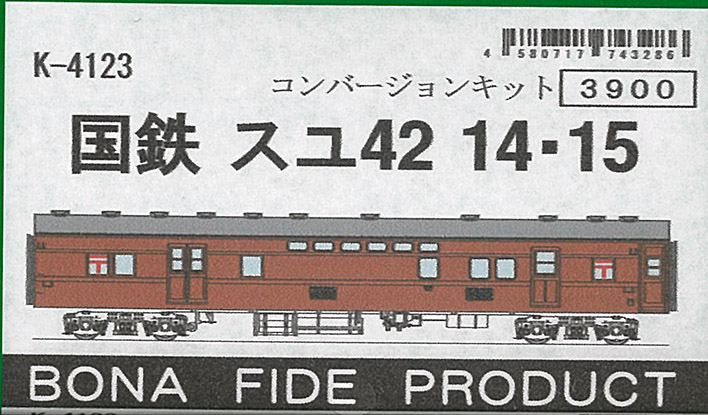 4 580717 743286
K-4123
コンバージョンキット 3900
国鉄 スユ42 14・15
〒 〒
BONA FIDE PRODUCT